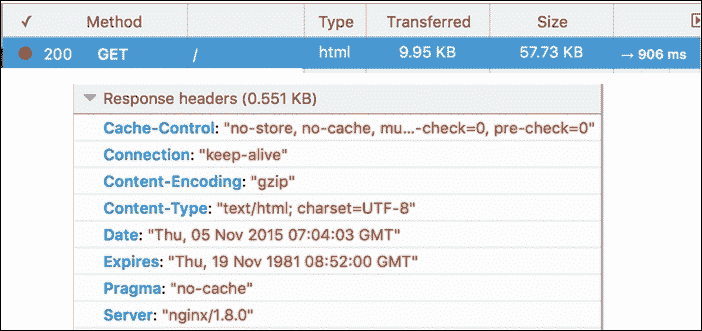 ✓ Method Type Transferred Size
200 GET / html 9.95 KB 57.73 KB → 906 ms
Response headers (0.551 KB)
Cache-Control: "no-store, no-cache, mu...-check=0, pre-check=0"
Connection: "keep-alive"
Content-Encoding: "gzip"
Content-Type: "text/html; charset=UTF-8"
Date: "Thu, 05 Nov 2015 07:04:03 GMT"
Expires: "Thu, 19 Nov 1981 08:52:00 GMT"
Pragma: "no-cache"
Server: "nginx/1.8.0"